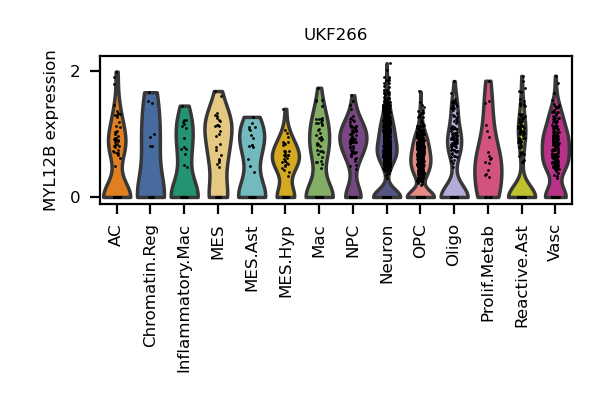 UKF266
MYL12B expression
2
0
AC
Chromatin.Reg
Inflammatory.Mac
MES
MES.Ast
MES.Hyp
Mac
NPC
Neuron
OPC
Oligo
Prolif.Metab
Reactive.Ast
Vasc